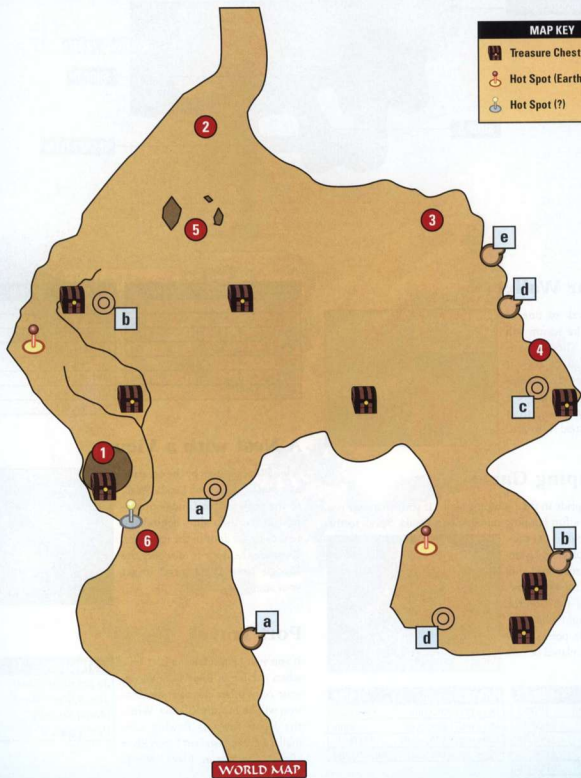 MAP KEY
Treasure Chest
Hot Spot (Earth
Hot Spot (?)
2
3
5
e
d
b
4
c
1
a
6
b
a
d
WORLD MAP